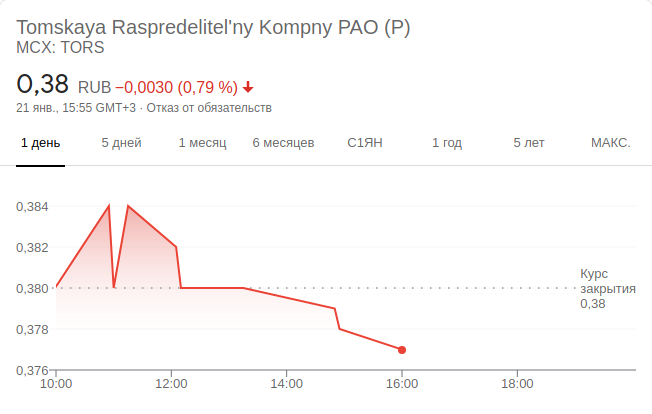 Tomskaya Raspredelitel'ny Kompny PAO (P)
MCX: TORS
0,38 RUB −0,0030 (0,79 %)
21 янв., 15:55 GMT+3 · Отказ от обязательств
1 день 5 дней 1 месяц 6 месяцев С1ЯН 1 год 5 лет МАКС.
0,384
0,382
0,380
0,378
0,376
Курс
закрытия
0,38
10:00 12:00 14:00 16:00 18:00